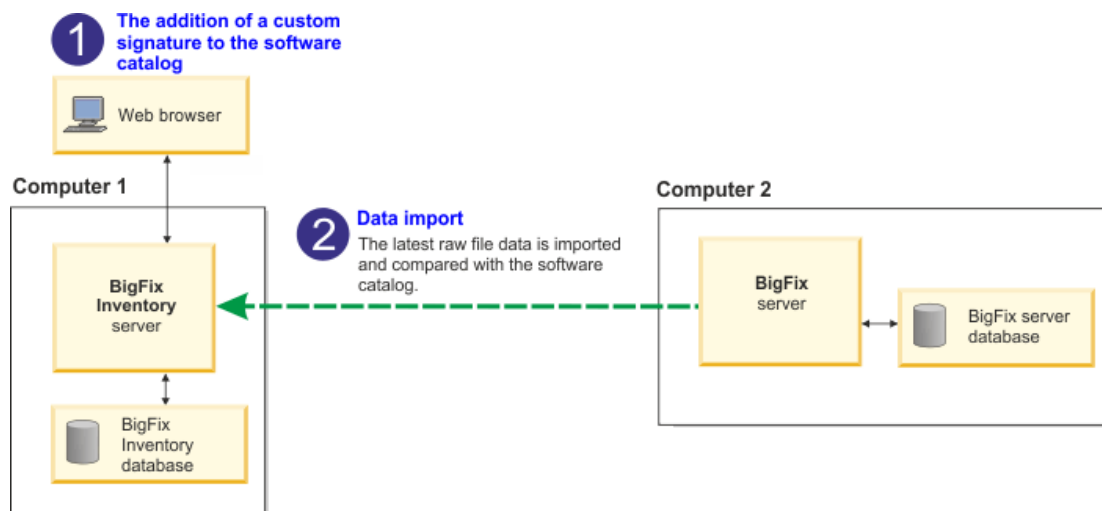 1
The addition of a custom
signature to the software
catalog
Web browser
Computer 1
BigFix
Inventory
server
BigFix
Inventory
database
2
Data import
The latest raw file data is imported
and compared with the software
catalog.
Computer 2
BigFix
server
BigFix server
database